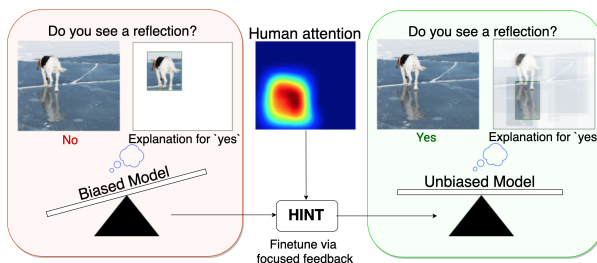 Do you see a reflection?
No
Explanation for `yes`
Biased Model
Human attention
HINT
Finetune via
focused feedback
Do you see a reflection?
Yes
Explanation for `yes`
Unbiased Model